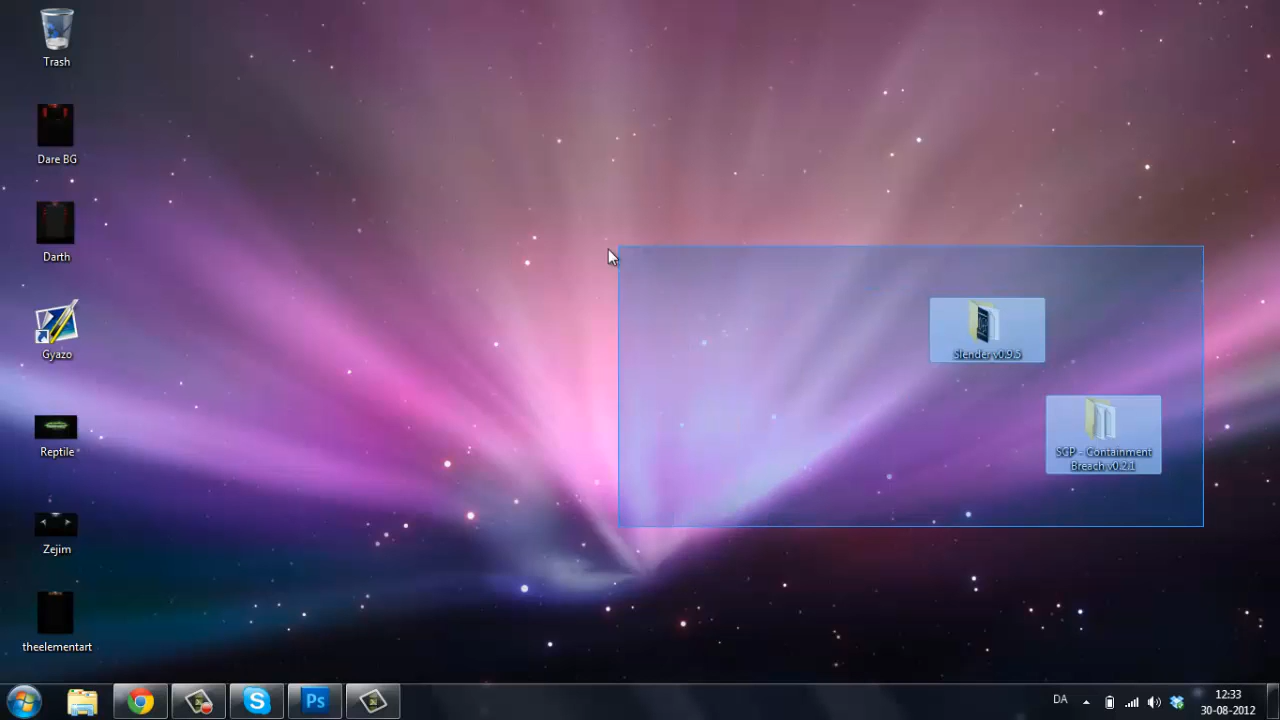 Trash
Dare BG
Darth
Gyazo
Reptile
Zejim
theelementart
Slender v0.9.5
SCP - Containment
Breach v0.2.1
Ps
DA
12:33
30-08-2012